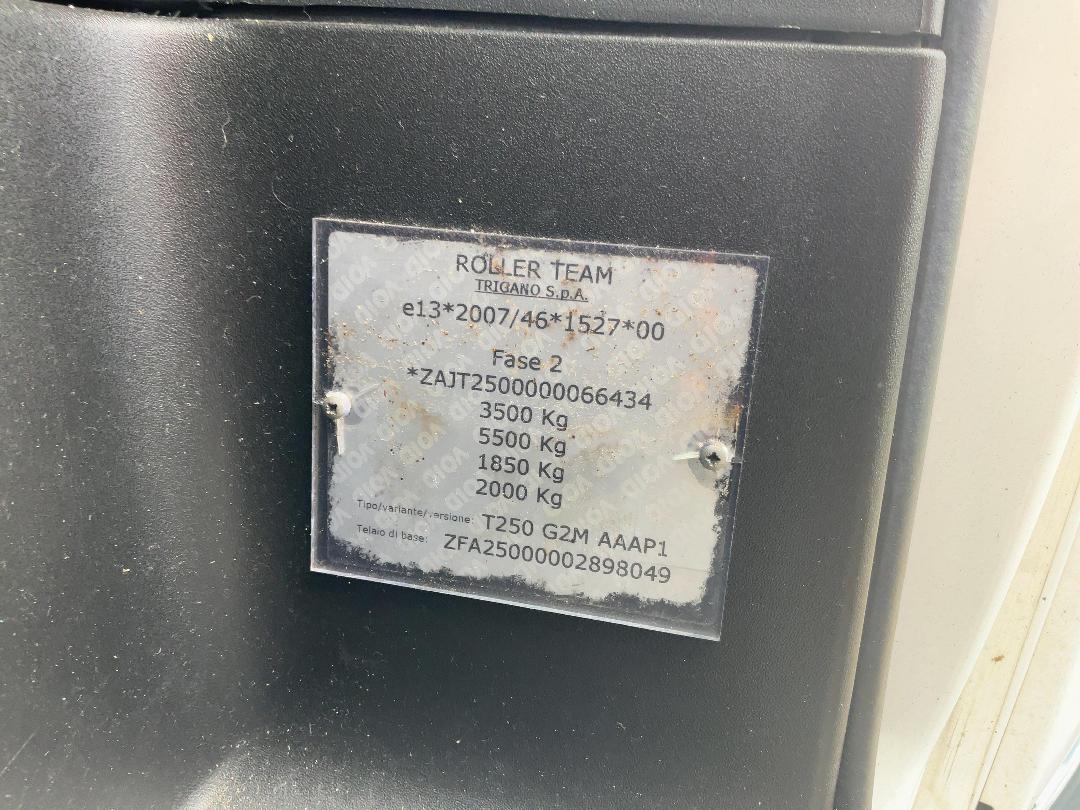 ROLLER TEAM
TRIGANO S.p.A.
e13*2007/46*1527*00
Fase 2
*ZAJT2500000066434
3500 Kg
5500 Kg
1850 Kg
2000 Kg
Tipo/variante/versione: T250 G2M AAAP1
Telaio di base: ZFA25000002898049